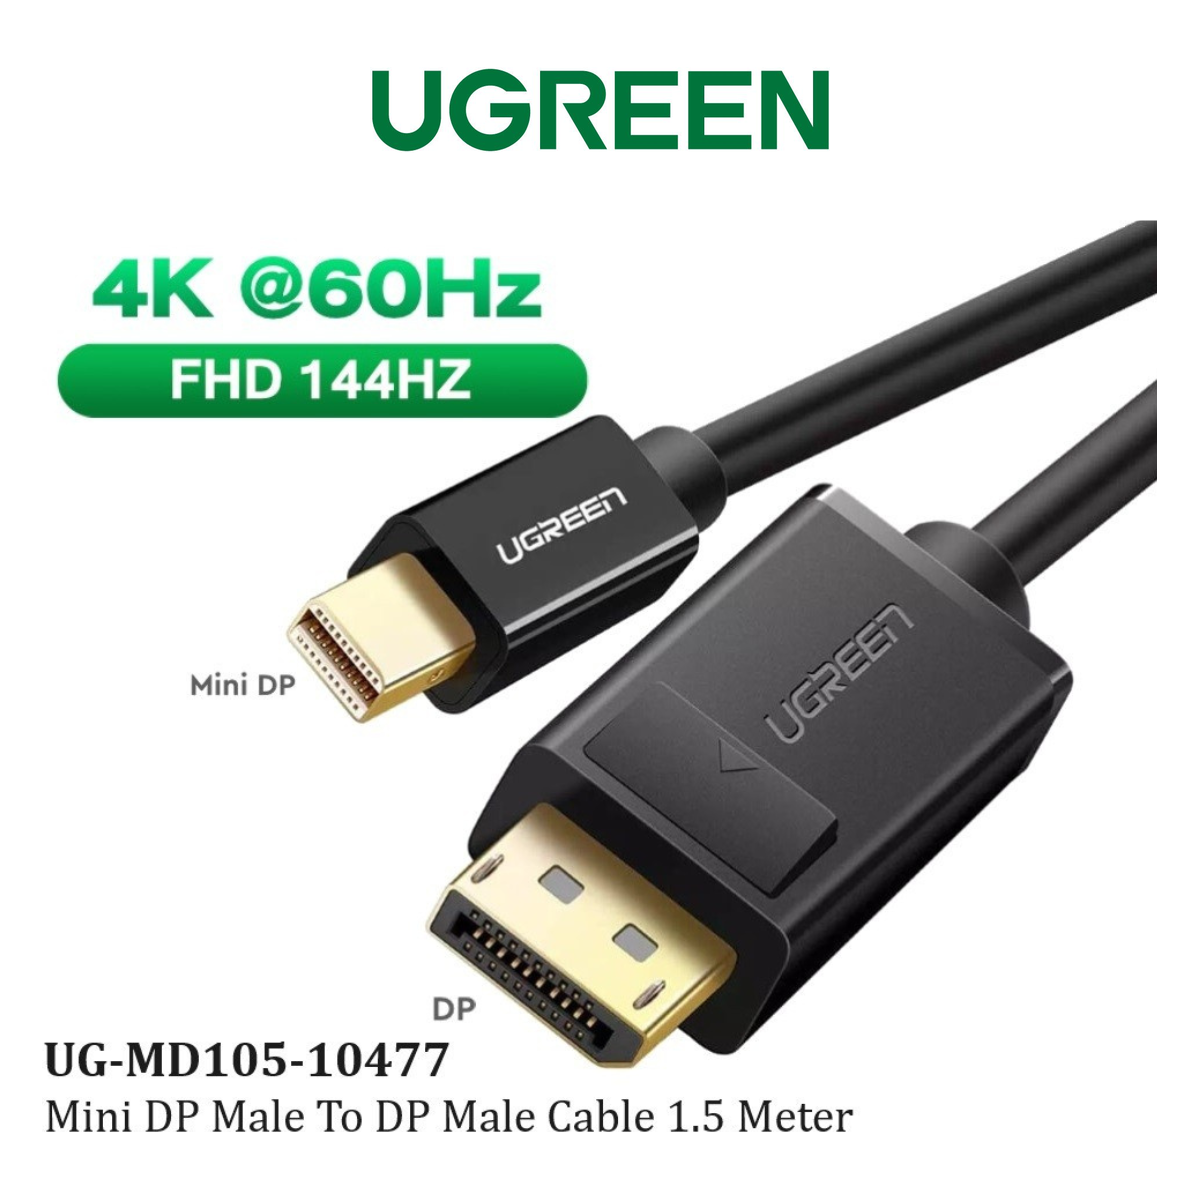 UGREEN
4K @60Hz
FHD 144HZ
UGREEN
UGREEN
Mini DP
DP
UG-MD105-10477
Mini DP Male To DP Male Cable 1.5 Meter